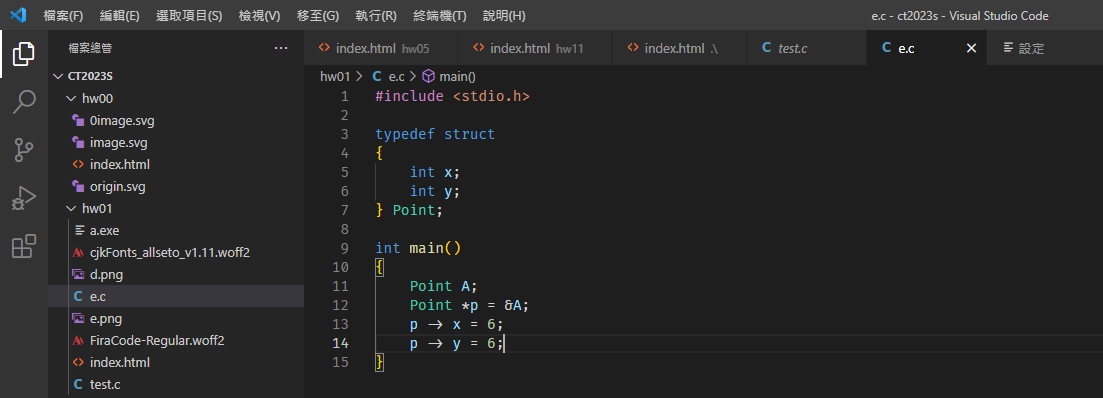 檔案(F) 編輯(E) 選取項目(S) 檢視(V) 移至(G) 執行(R) 終端機(T) 說明(H) e.c - ct2023s - Visual Studio Code
檔案總管 ···
index.html hw05 index.html hw11 index.html .\ test.c e.c 設定
CT2023S
hw00
0image.svg
image.svg
index.html
origin.svg
hw01
a.exe
cjkFonts_allseto_v1.11.woff2
d.png
e.c
e.png
FiraCode-Regular.woff2
index.html
test.c
hw01 > e.c > main()
1 #include <stdio.h>
2
3 typedef struct
4 {
5 int x;
6 int y;
7 } Point;
8
9 int main()
10 {
11 Point A;
12 Point *p = &A;
13 p -> x = 6;
14 p -> y = 6;
15 }